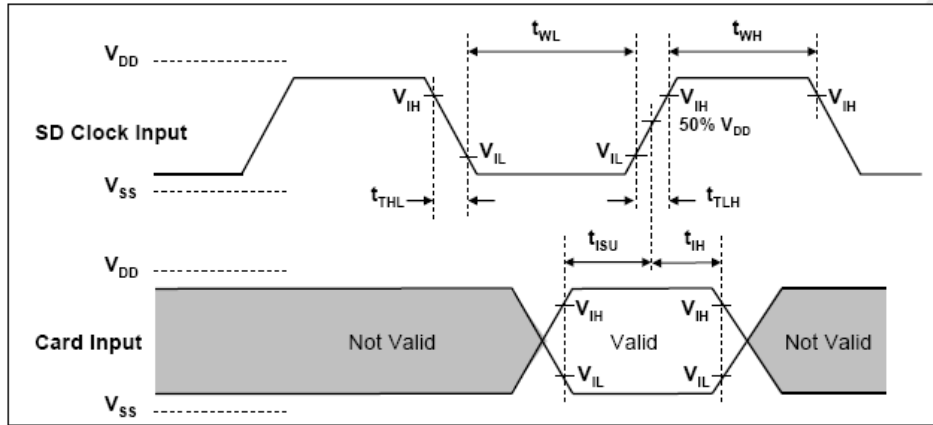 t_WL t_WH
V_DD
V_IH V_IH V_IH
50% V_DD
SD Clock Input
V_IL V_IL
V_SS
t_THL t_TLH
t_ISU t_IH
V_DD
V_IH V_IH
Card Input Not Valid Valid Not Valid
V_IL V_IL
V_SS